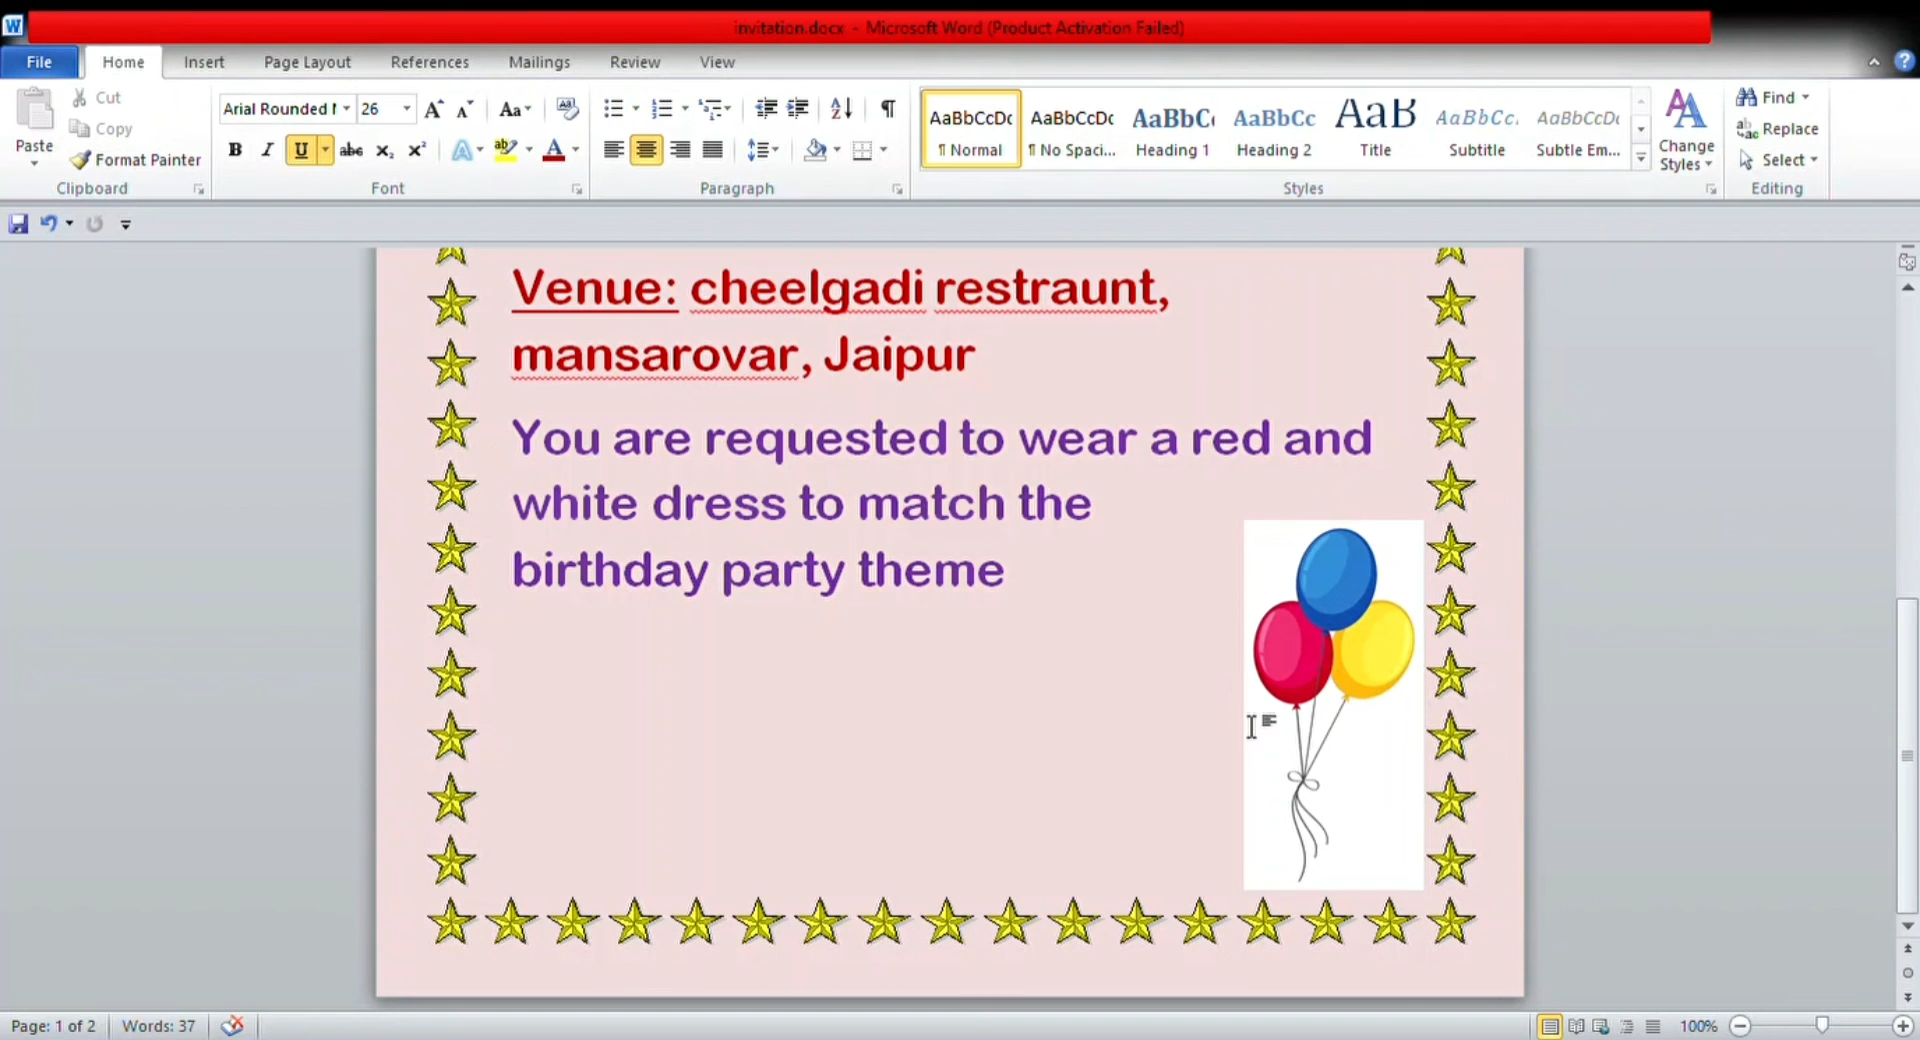 invitation.docx - Microsoft Word (Product Activation Failed)
File Home Insert Page Layout References Mailings Review View
Cut
Copy
Format Painter
Paste
Clipboard
Arial Rounded 26
Font
Paragraph
AaBbCcDc AaBbCcDc AaBbC AaBbCc AaB AaBbCc. AaBbCcDc
¶ Normal ¶ No Spaci... Heading 1 Heading 2 Title Subtitle Subtle Em...
Change
Styles
Styles
Find
Replace
Select
Editing
Venue: cheelgadi restraunt,
mansarovar, Jaipur
You are requested to wear a red and
white dress to match the
birthday party theme
Page: 1 of 2 Words: 37 100%